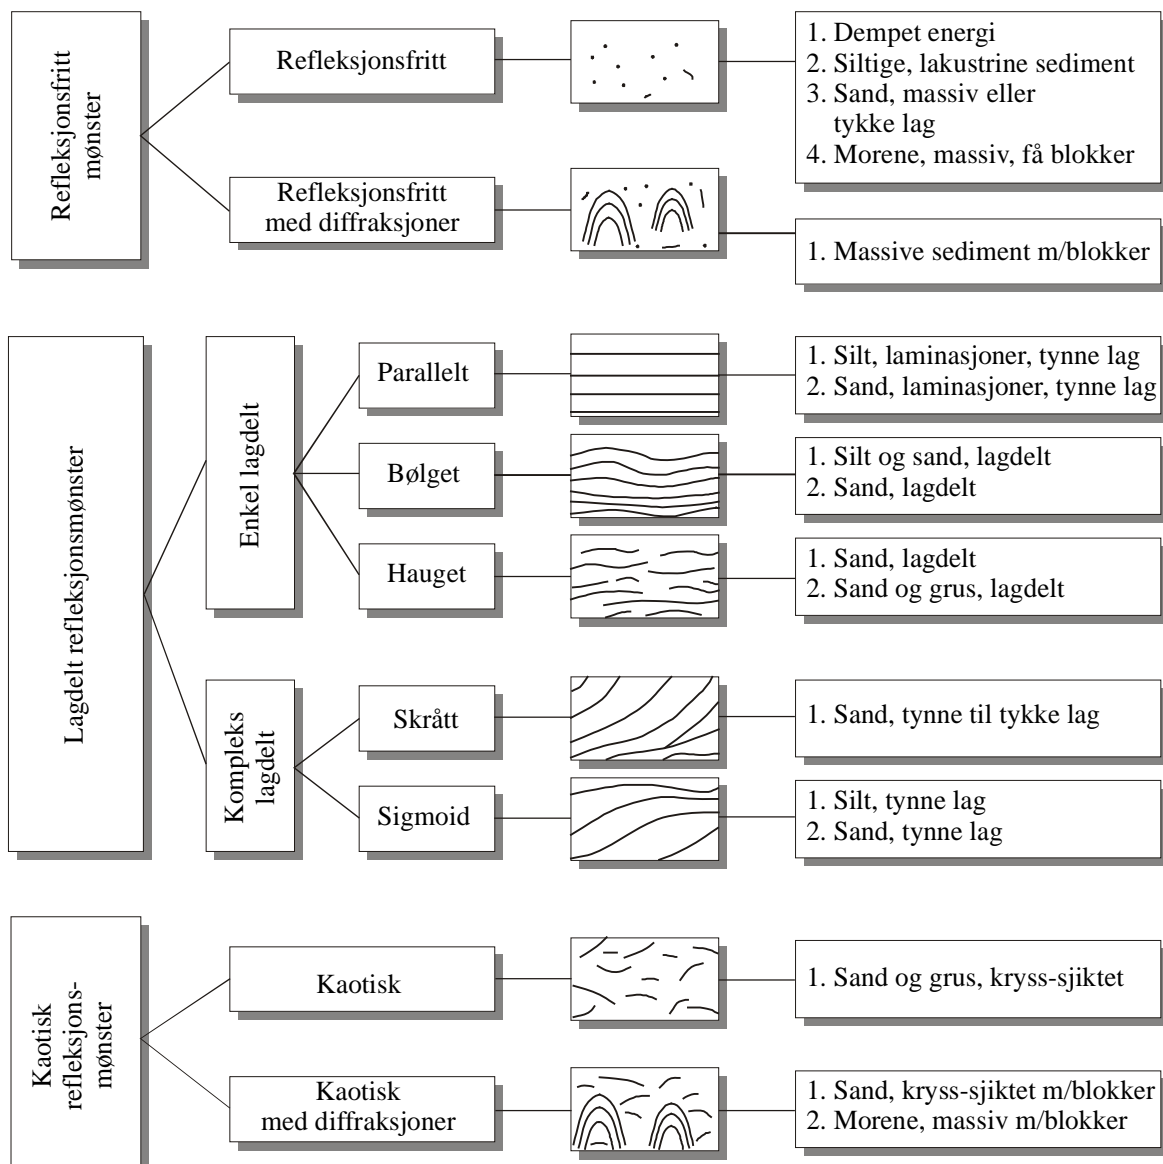 Refleksjonsfritt
mønster
Refleksjonsfritt
1. Dempet energi
2. Siltige, lakustrine sediment
3. Sand, massiv eller
tykke lag
4. Morene, massiv, få blokker
Refleksjonsfritt
med diffraksjoner
1. Massive sediment m/blokker
Lagdelt refleksjonsmønster
Enkel lagdelt
Parallelt
1. Silt, laminasjoner, tynne lag
2. Sand, laminasjoner, tynne lag
Bølget
1. Silt og sand, lagdelt
2. Sand, lagdelt
Hauget
1. Sand, lagdelt
2. Sand og grus, lagdelt
Kompleks
lagdelt
Skrått
1. Sand, tynne til tykke lag
Sigmoid
1. Silt, tynne lag
2. Sand, tynne lag
Kaotisk
refleksjons-
mønster
Kaotisk
1. Sand og grus, kryss-sjiktet
Kaotisk
med diffraksjoner
1. Sand, kryss-sjiktet m/blokker
2. Morene, massiv m/blokker